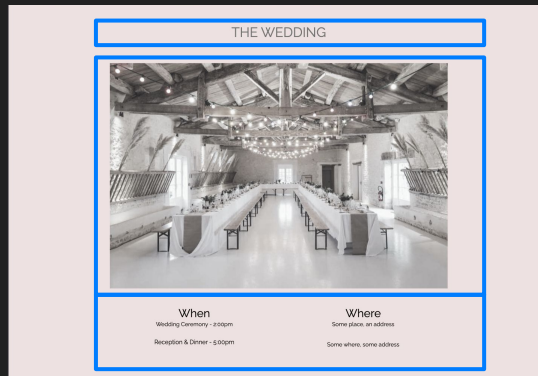 THE WEDDING
When
Wedding Ceremony - 2:00pm
Reception & Dinner - 5:00pm
Where
Some place, an address
Some where, some address